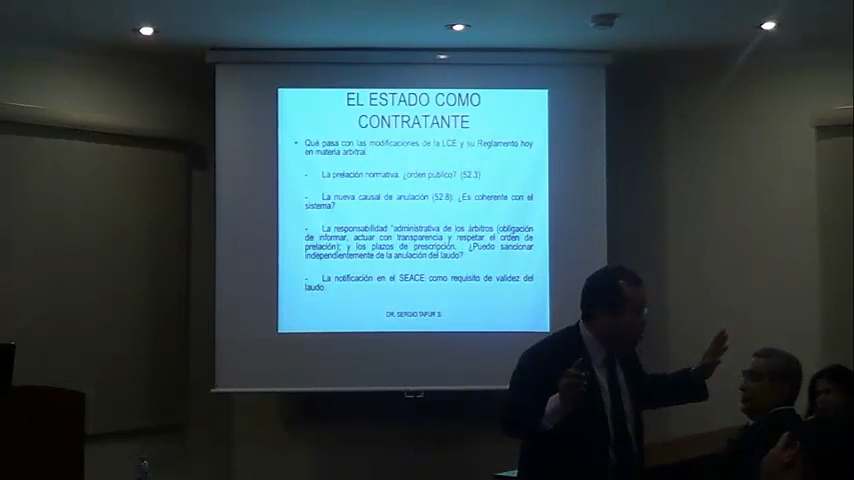 EL ESTADO COMO
CONTRATANTE
• Qué pasa con las modificaciones de la LCE y su Reglamento hoy
en materia arbitral.
- La prelación normativa. ¿orden publico? (52.3)
- La nueva causal de anulación (52.8): ¿Es coherente con el
sistema?
- La responsabilidad "administrativa de los árbitros (obligación
de informar, actuar con transparencia y respetar el orden de
prelación); y los plazos de prescripción. ¿Puedo sancionar
independientemente de la anulación del laudo?
- La notificación en el SEACE como requisito de validez del
laudo
DR. SERGIO TAFUR S.